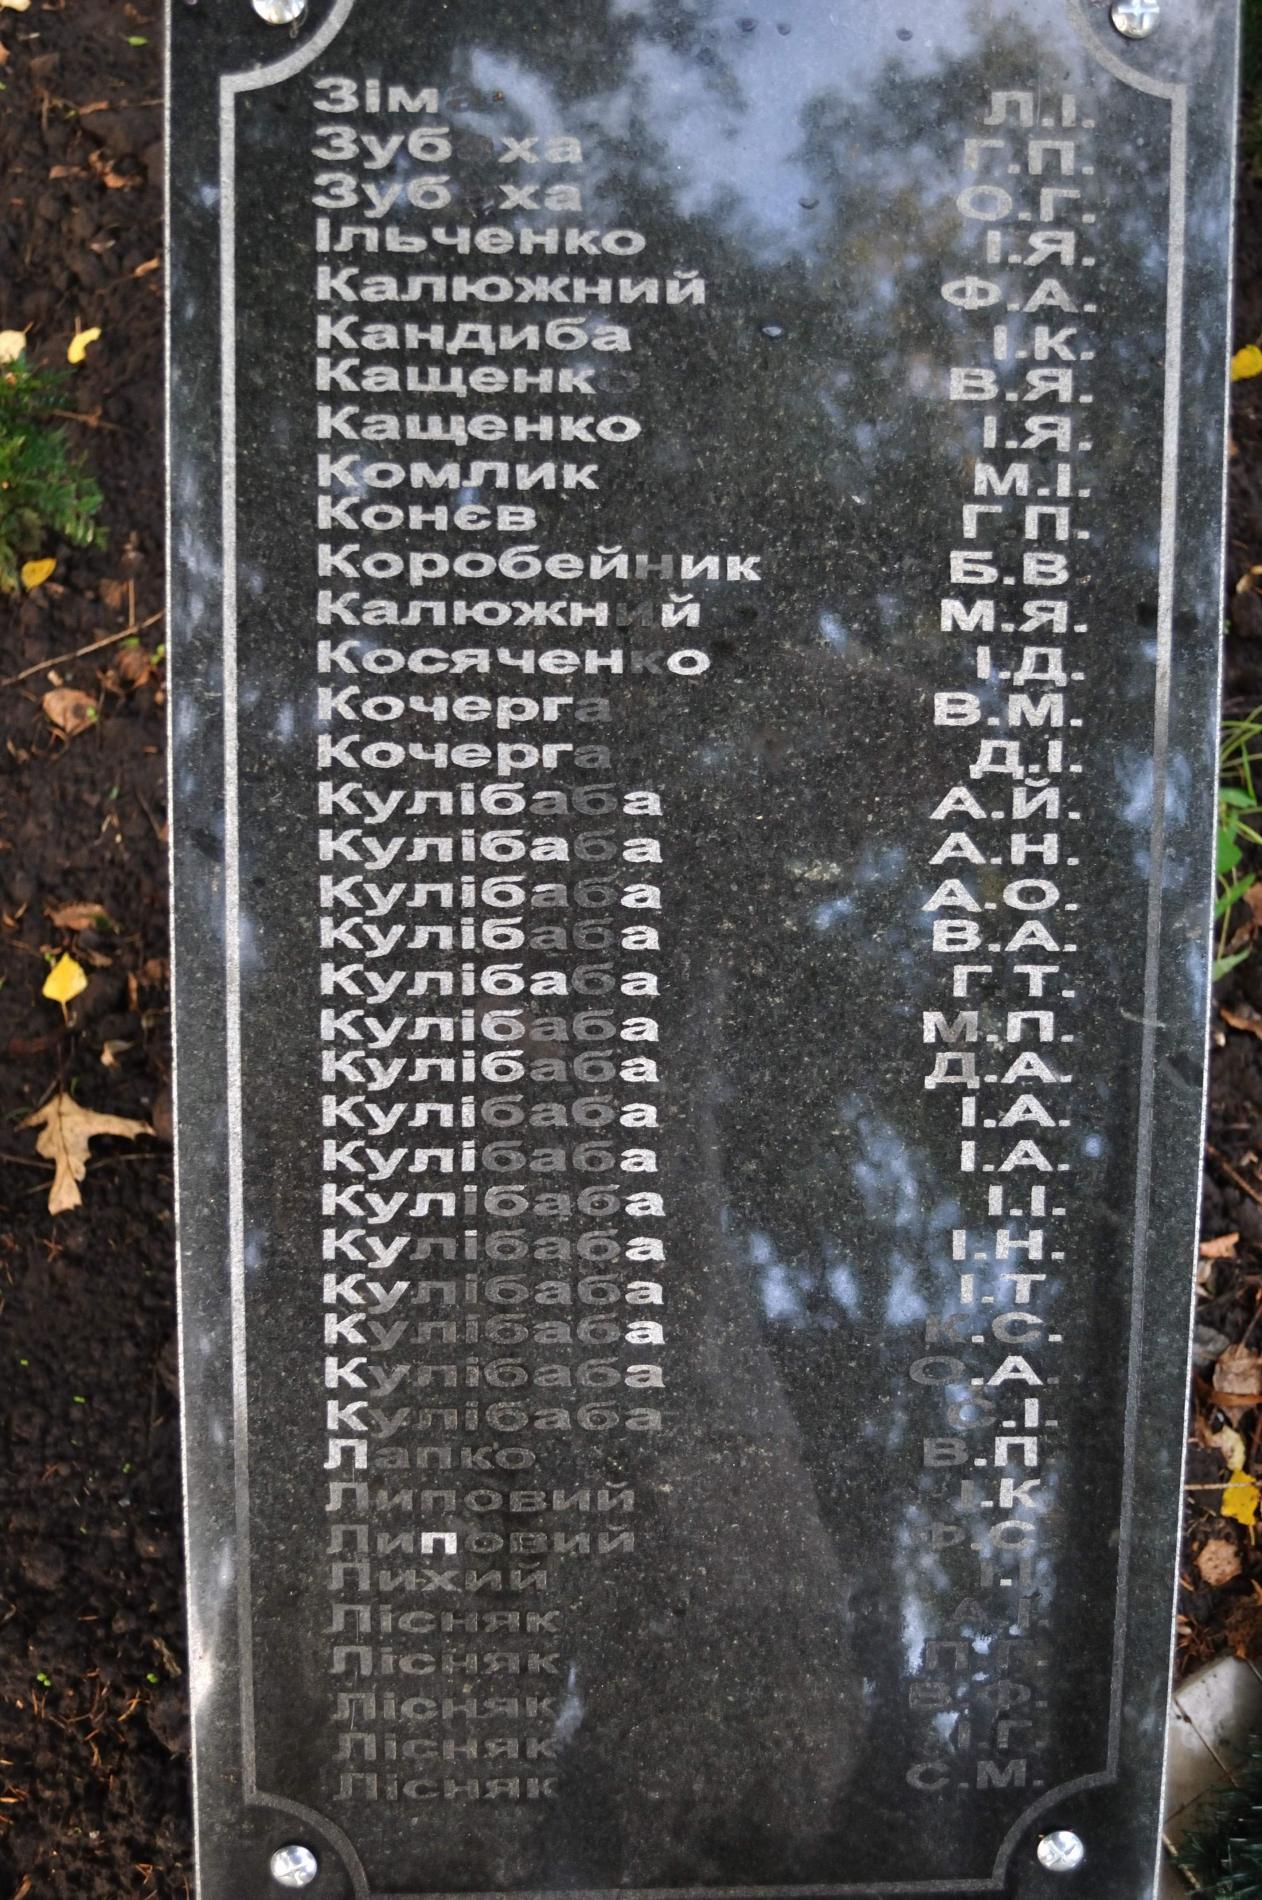 Зіма Л.І.
Зубаха Г.П.
Зубаха О.Г.
Ільченко І.Я.
Калюжний Ф.А.
Кандиба І.К.
Кащенко В.Я.
Кащенко І.Я.
Комлик М.І.
Конєв Г.П.
Коробейник Б.В
Калюжний М.Я.
Косяченко І.Д.
Кочерга В.М.
Кочерга Д.І.
Кулібаба А.Й.
Кулібаба А.Н.
Кулібаба А.О.
Кулібаба В.А.
Кулібаба Г.Т.
Кулібаба М.П.
Кулібаба Д.А.
Кулібаба І.А.
Кулібаба І.А.
Кулібаба І.І.
Кулібаба І.Н.
Кулібаба І.Т
Кулібаба К.С.
Кулібаба О.А.
Кулібаба С.І.
Лапко В.П.
Липовий І.К.
Липовий Ф.С.
Лихий І.І.
Лісняк А.І.
Лісняк П.Г.
Лісняк В.Ф.
Лісняк І.Г.
Лісняк С.М.